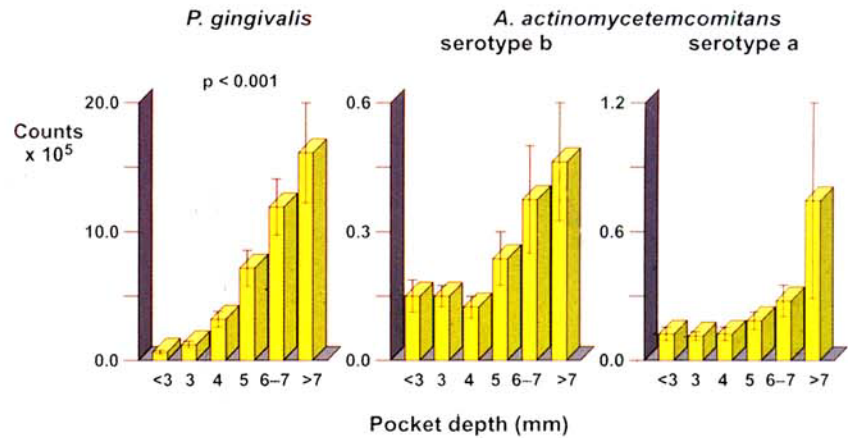 P. gingivalis
A. actinomycetemcomitans
serotype b
serotype a
p < 0.001
Counts
x 10⁵
20.0
10.0
0.0
0.6
0.3
0.0
1.2
0.6
0.0
<3 3 4 5 6–7 >7
<3 3 4 5 6–7 >7
<3 3 4 5 6–7 >7
Pocket depth (mm)